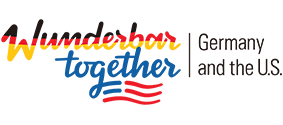 Wunderbar
together
Germany
and the U.S.